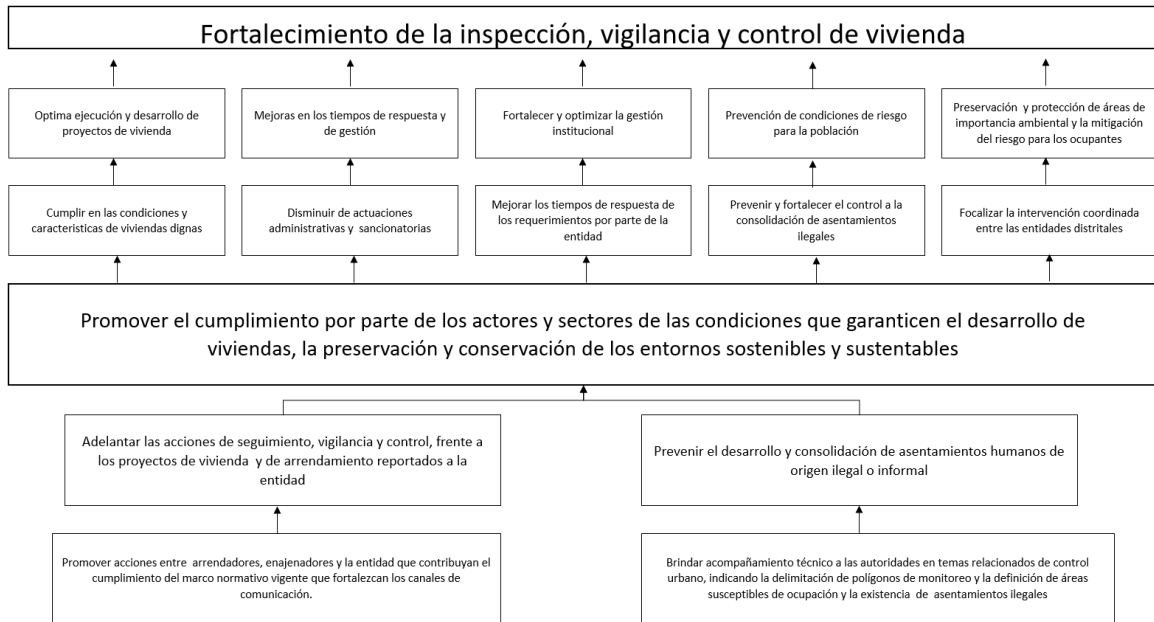 Fortalecimiento de la inspección, vigilancia y control de vivienda
Optima ejecución y desarrollo de
proyectos de vivienda
Mejoras en los tiempos de respuesta y
de gestión
Fortalecer y optimizar la gestión
institucional
Prevención de condiciones de riesgo
para la población
Preservación y protección de áreas de
importancia ambiental y la mitigación
del riesgo para los ocupantes
Cumplir en las condiciones y
caracteristicas de viviendas dignas
Disminuir de actuaciones
administrativas y sancionatorias
Mejorar los tiempos de respuesta de
los requerimientos por parte de la
entidad
Prevenir y fortalecer el control a la
consolidación de asentamientos
ilegales
Focalizar la intervención coordinada
entre las entidades distritales
Promover el cumplimiento por parte de los actores y sectores de las condiciones que garanticen el desarrollo de
viviendas, la preservación y conservación de los entornos sostenibles y sustentables
Adelantar las acciones de seguimiento, vigilancia y control, frente a
los proyectos de vivienda y de arrendamiento reportados a la
entidad
Prevenir el desarrollo y consolidación de asentamientos humanos de
origen ilegal o informal
Promover acciones entre arrendadores, enajenadores y la entidad que contribuyan el
cumplimiento del marco normativo vigente que fortalezcan los canales de
comunicación.
Brindar acompañamiento técnico a las autoridades en temas relacionados de control
urbano, indicando la delimitación de polígonos de monitoreo y la definición de áreas
susceptibles de ocupación y la existencia de asentamientos ilegales